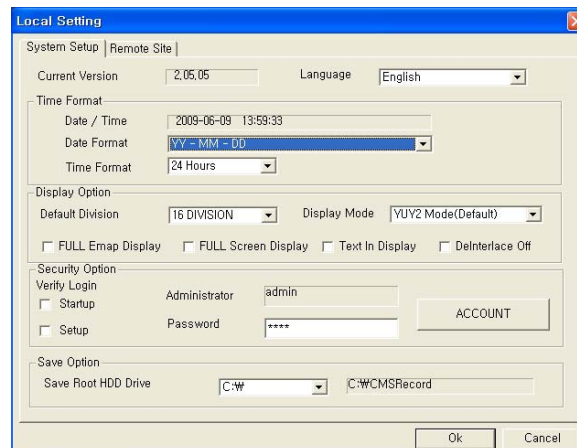 Local Setting
System Setup Remote Site
Current Version 2,05,05 Language English
Time Format
Date / Time 2009-06-09 13:59:33
Date Format YY - MM - DD
Time Format 24 Hours
Display Option
Default Division 16 DIVISION Display Mode YUY2 Mode(Default)
FULL Emap Display FULL Screen Display Text In Display DeInterlace Off
Security Option
Verify Login
Startup Administrator admin
Setup Password **** ACCOUNT
Save Option
Save Root HDD Drive C:₩ C:₩CMSRecord
Ok Cancel